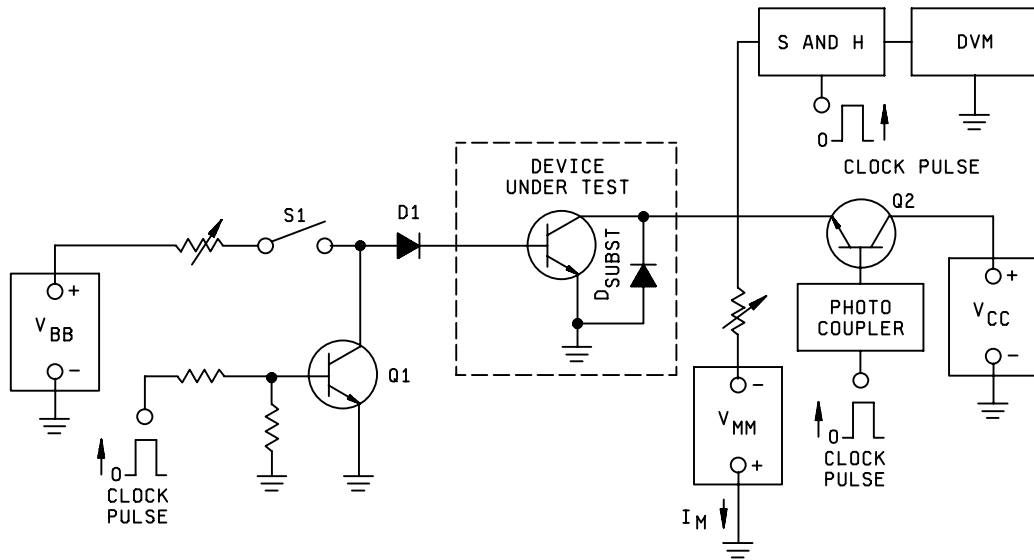 S AND H
DVM
0
CLOCK PULSE
DEVICE
UNDER TEST
Q2
S1
D1
D SUBST
+
V BB
-
PHOTO
COUPLER
+
V CC
-
Q1
-
V MM
+
0
CLOCK
PULSE
0
CLOCK
PULSE
I M